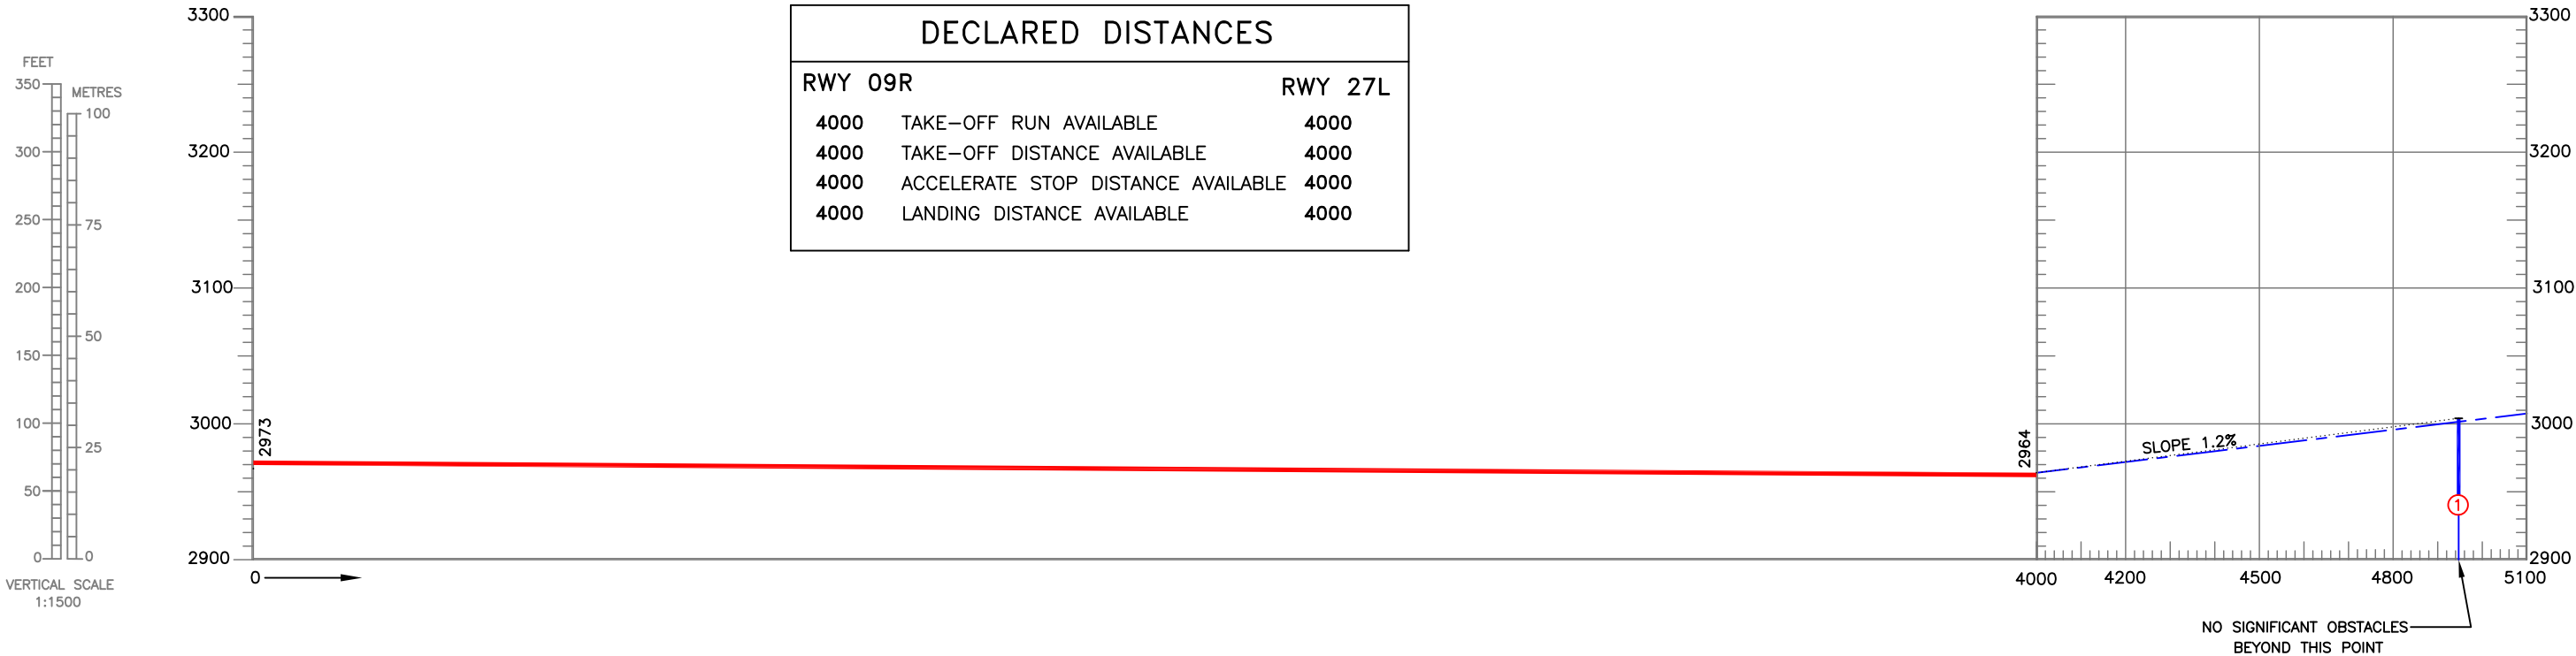 FEET
METRES
350
300
250
200
150
100
50
0
100
75
50
25
0
VERTICAL SCALE
1:1500
3300
3200
3100
3000
2900
2973
0
DECLARED DISTANCES
RWY 09R RWY 27L
4000 TAKE-OFF RUN AVAILABLE 4000
4000 TAKE-OFF DISTANCE AVAILABLE 4000
4000 ACCELERATE STOP DISTANCE AVAILABLE 4000
4000 LANDING DISTANCE AVAILABLE 4000
2964
SLOPE 1.2%
1
3300
3200
3100
3000
2900
4000 4200 4500 4800 5100
NO SIGNIFICANT OBSTACLES
BEYOND THIS POINT